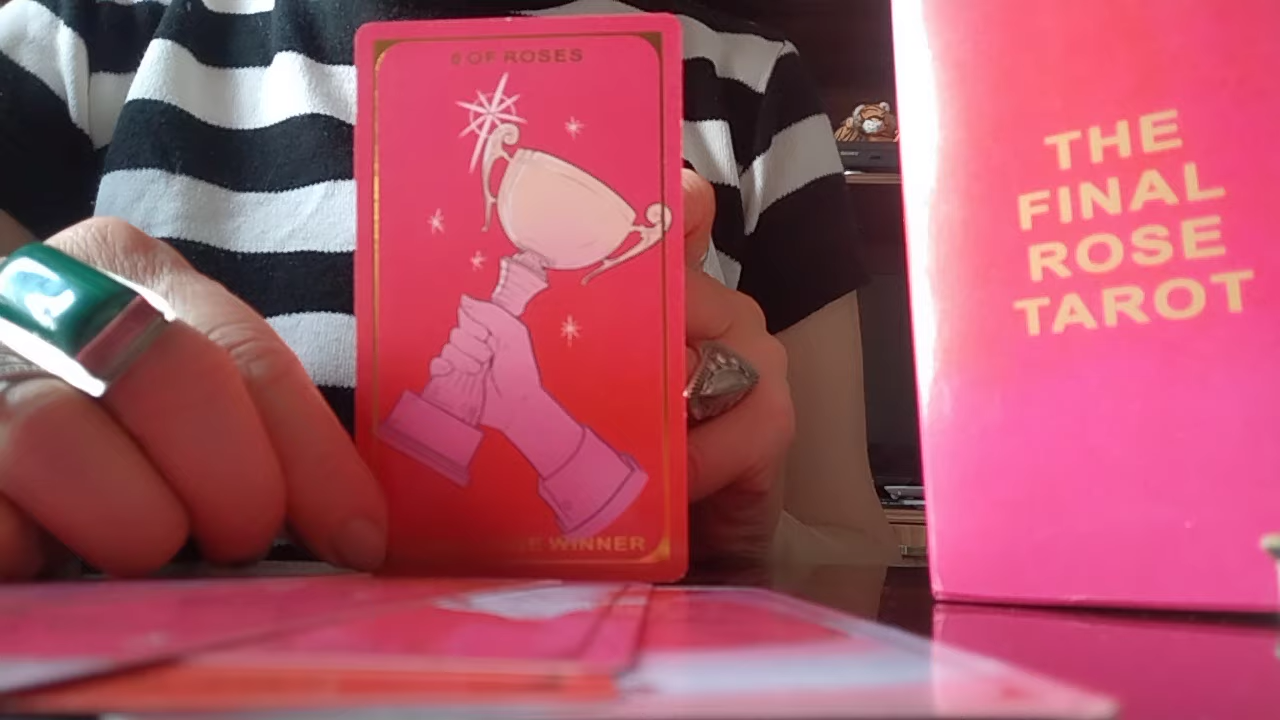 6 OF ROSES
WINNER
THE
FINAL
ROSE
TAROT